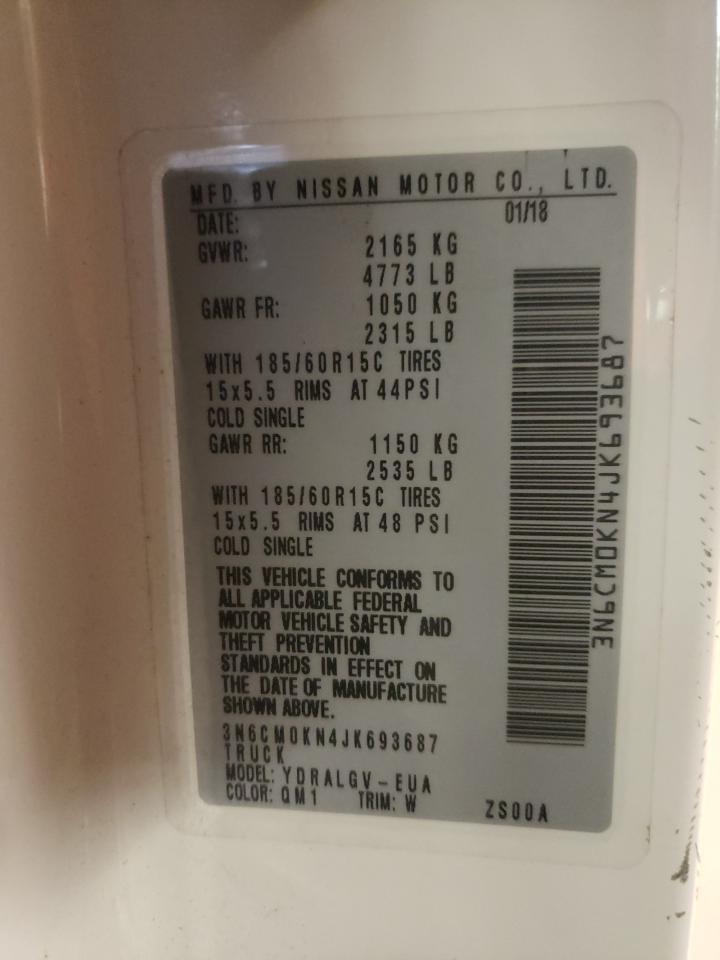 MFD. BY NISSAN MOTOR CO., LTD.
DATE: 01/18
GVWR: 2165 KG
4773 LB
GAWR FR: 1050 KG
2315 LB
WITH 185/60R15C TIRES
15x5.5 RIMS AT 44PSI
COLD SINGLE
GAWR RR: 1150 KG
2535 LB
WITH 185/60R15C TIRES
15x5.5 RIMS AT 48 PSI
COLD SINGLE
THIS VEHICLE CONFORMS TO
ALL APPLICABLE FEDERAL
MOTOR VEHICLE SAFETY AND
THEFT PREVENTION
STANDARDS IN EFFECT ON
THE DATE OF MANUFACTURE
SHOWN ABOVE.
3N6CM0KN4JK693687
TRUCK
MODEL: YDRALGV-EUA
COLOR: QM1 TRIM: W ZS00A
3N6CM0KN4JK693687